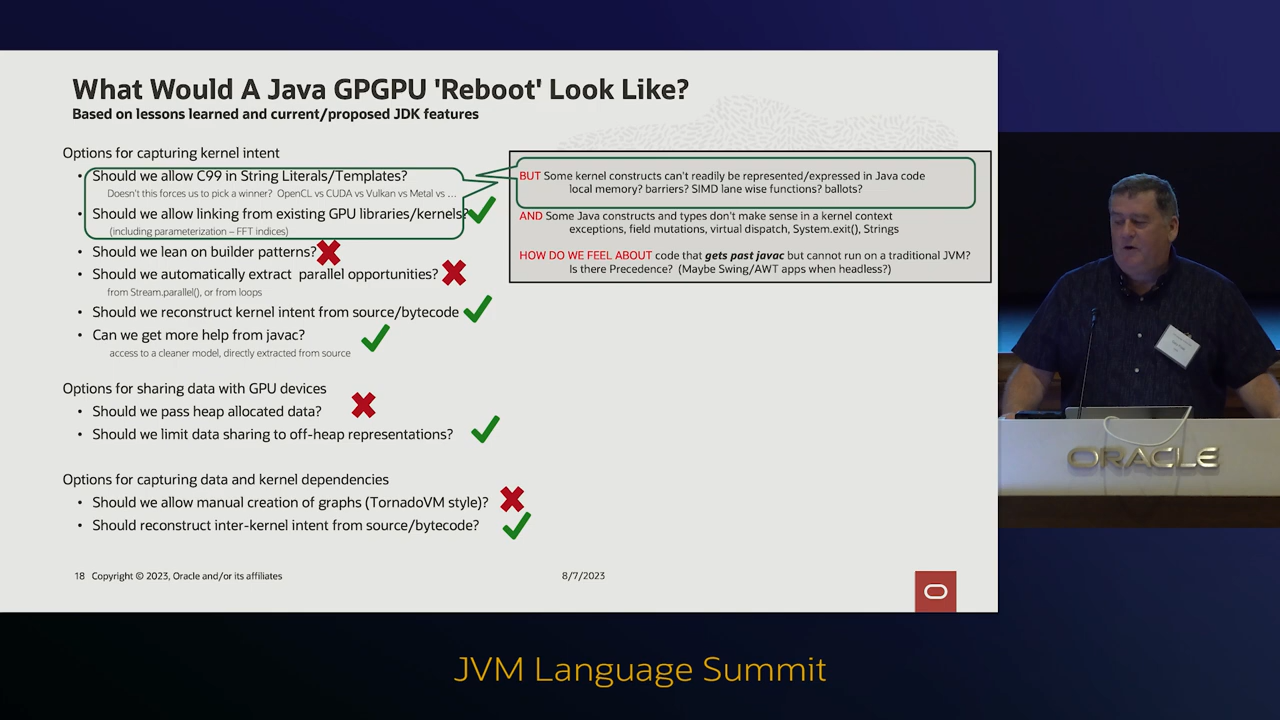 What Would A Java GPGPU 'Reboot' Look Like?
Based on lessons learned and current/proposed JDK features
Options for capturing kernel intent
• Should we allow C99 in String Literals/Templates?
Doesn't this forces us to pick a winner? OpenCL vs CUDA vs Vulkan vs Metal vs ...
• Should we allow linking from existing GPU libraries/kernels?
(including parameterization – FFT indices)
• Should we lean on builder patterns?
• Should we automatically extract parallel opportunities?
from Stream.parallel(), or from loops
• Should we reconstruct kernel intent from source/bytecode
• Can we get more help from javac?
access to a cleaner model, directly extracted from source
Options for sharing data with GPU devices
• Should we pass heap allocated data?
• Should we limit data sharing to off-heap representations?
Options for capturing data and kernel dependencies
• Should we allow manual creation of graphs (TornadoVM style)?
• Should reconstruct inter-kernel intent from source/bytecode?
BUT Some kernel constructs can't readily be represented/expressed in Java code
local memory? barriers? SIMD lane wise functions? ballots?
AND Some Java constructs and types don't make sense in a kernel context
exceptions, field mutations, virtual dispatch, System.exit(), Strings
HOW DO WE FEEL ABOUT code that gets past javac but cannot run on a traditional JVM?
Is there Precedence? (Maybe Swing/AWT apps when headless?)
18 Copyright © 2023, Oracle and/or its affiliates
8/7/2023
ORACLE
JVM Language Summit